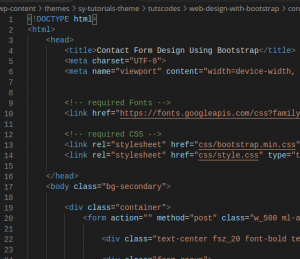 wp-content > themes > sy-tutorials-theme > tutscodes > web-design-with-bootstrap > con
1 <!DOCTYPE html>
2 <html>
3 <head>
4 <title>Contact Form Design Using Bootstrap</title>
5 <meta charset="UTF-8">
6 <meta name="viewport" content="width=device-width,
7
8
9 <!-- required Fonts -->
10 <link href="https://fonts.googleapis.com/css?family
11
12 <!-- required CSS -->
13 <link rel="stylesheet" href="css/bootstrap.min.css"
14 <link rel="stylesheet" href="css/style.css" type="t
15
16 </head>
17 <body class="bg-secondary">
18
19 <div class="container">
20 <form action="" method="post" class="w_500 ml-a
21
22 <div class="text-center fsz_20 font-bold te
23